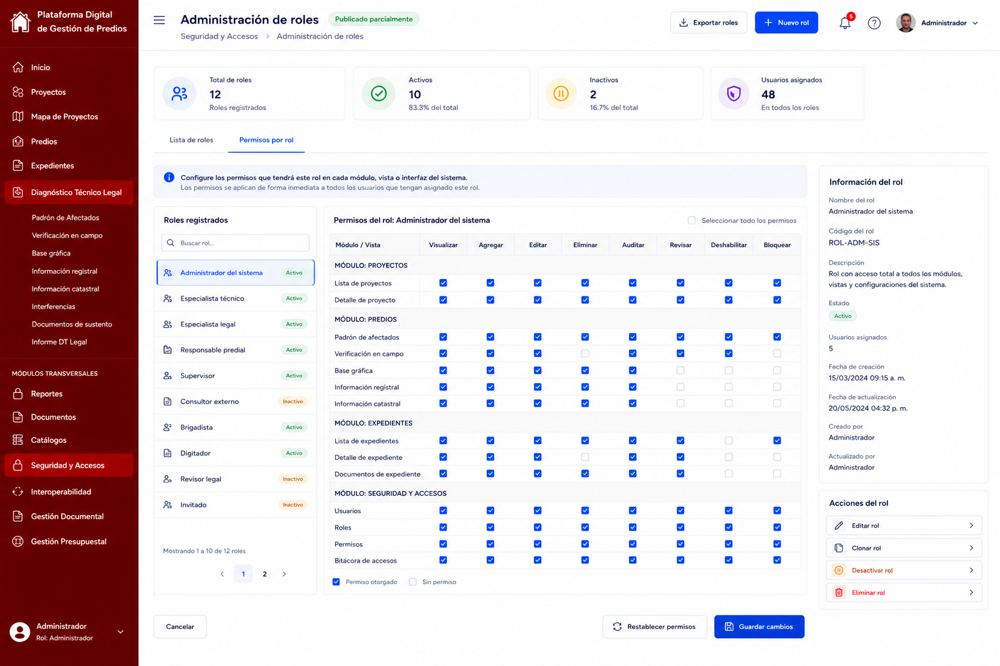 Plataforma Digital
de Gestión de Predios
Inicio
Proyectos
Mapa de Proyectos
Predios
Expedientes
Diagnóstico Técnico Legal
Padrón de Afectados
Verificación en campo
Base gráfica
Información registral
Información catastral
Interferencias
Documentos de sustento
Informe DT Legal
MÓDULOS TRANSVERSALES
Reportes
Documentos
Catálogos
Seguridad y Accesos
Interoperabilidad
Gestión Documental
Gestión Presupuestal
Administrador
Rol: Administrador
Administración de roles
Publicado parcialmente
Seguridad y Accesos > Administración de roles
Exportar roles
+ Nuevo rol
5
?
Administrador
Total de roles
12
Roles registrados
Activos
10
83.3% del total
Inactivos
2
16.7% del total
Usuarios asignados
48
En todos los roles
Lista de roles
Permisos por rol
Configure los permisos que tendrá este rol en cada módulo, vista o interfaz del sistema.
Los permisos se aplican de forma inmediata a todos los usuarios que tengan asignado este rol.
Roles registrados
Buscar rol...
Administrador del sistema Activo
Especialista técnico Activo
Especialista legal Activo
Responsable predial Activo
Supervisor Activo
Consultor externo Inactivo
Brigadista Activo
Digitador Activo
Revisor legal Inactivo
Invitado Inactivo
Mostrando 1 a 10 de 12 roles
< 1 2 >
Permisos del rol: Administrador del sistema
Seleccionar todo los permisos
Módulo / Vista Visualizar Agregar Editar Eliminar Auditar Revisar Deshabilitar Bloquear
MÓDULO: PROYECTOS
Lista de proyectos
Detalle de proyecto
MÓDULO: PREDIOS
Padrón de afectados
Verificación en campo
Base gráfica
Información registral
Información catastral
MÓDULO: EXPEDIENTES
Lista de expedientes
Detalle de expediente
Documentos de expediente
MÓDULO: SEGURIDAD Y ACCESOS
Usuarios
Roles
Permisos
Bitácora de accesos
Permiso otorgado
Sin permiso
Cancelar
Restablecer permisos
Guardar cambios
Información del rol
Nombre del rol
Administrador del sistema
Código del rol
ROL-ADM-SIS
Descripción
Rol con acceso total a todos los módulos,
vistas y configuraciones del sistema.
Estado
Activo
Usuarios asignados
5
Fecha de creación
15/03/2024 09:15 a. m.
Fecha de actualización
20/05/2024 04:32 p. m.
Creado por
Administrador
Actualizado por
Administrador
Acciones del rol
Editar rol
Clonar rol
Desactivar rol
Eliminar rol